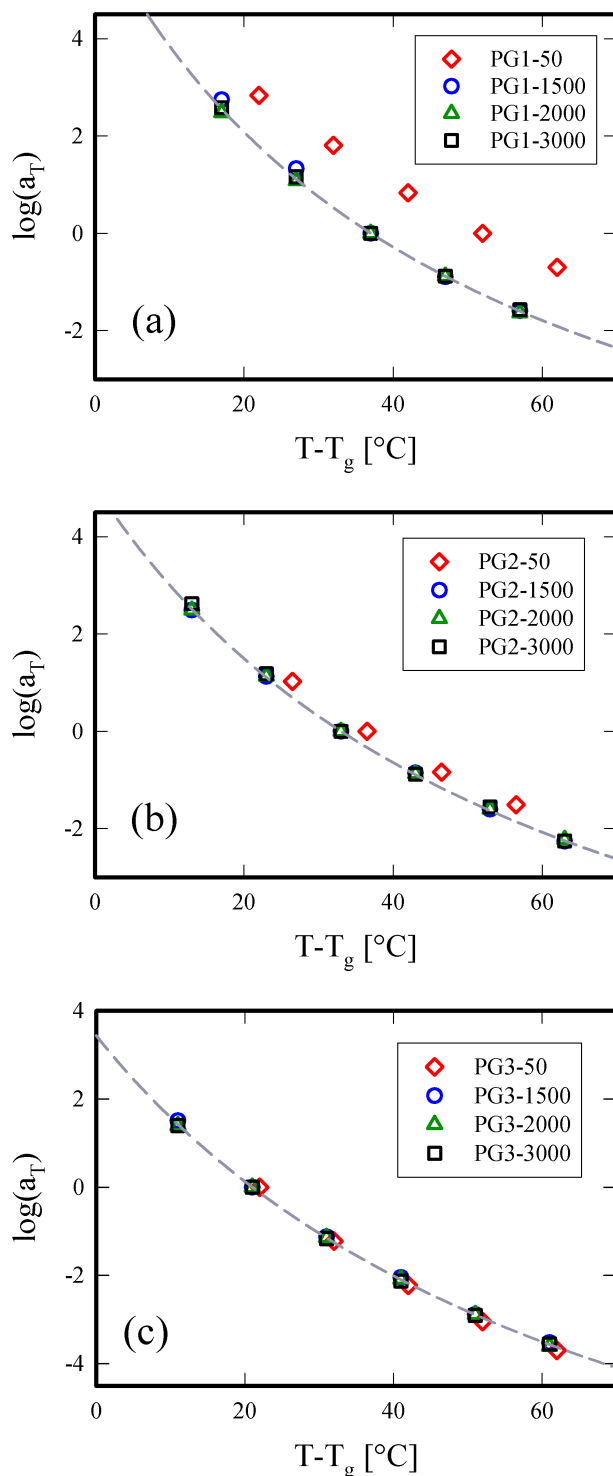 4
PG1-50
PG1-1500
PG1-2000
PG1-3000
2
log(a_T)
0
-2
(a)
0 20 40 60
T-T_g [°C]
4
PG2-50
PG2-1500
PG2-2000
PG2-3000
2
log(a_T)
0
-2
(b)
0 20 40 60
T-T_g [°C]
4
PG3-50
PG3-1500
PG3-2000
PG3-3000
2
log(a_T)
0
-2
(c)
-4
0 20 40 60
T-T_g [°C]